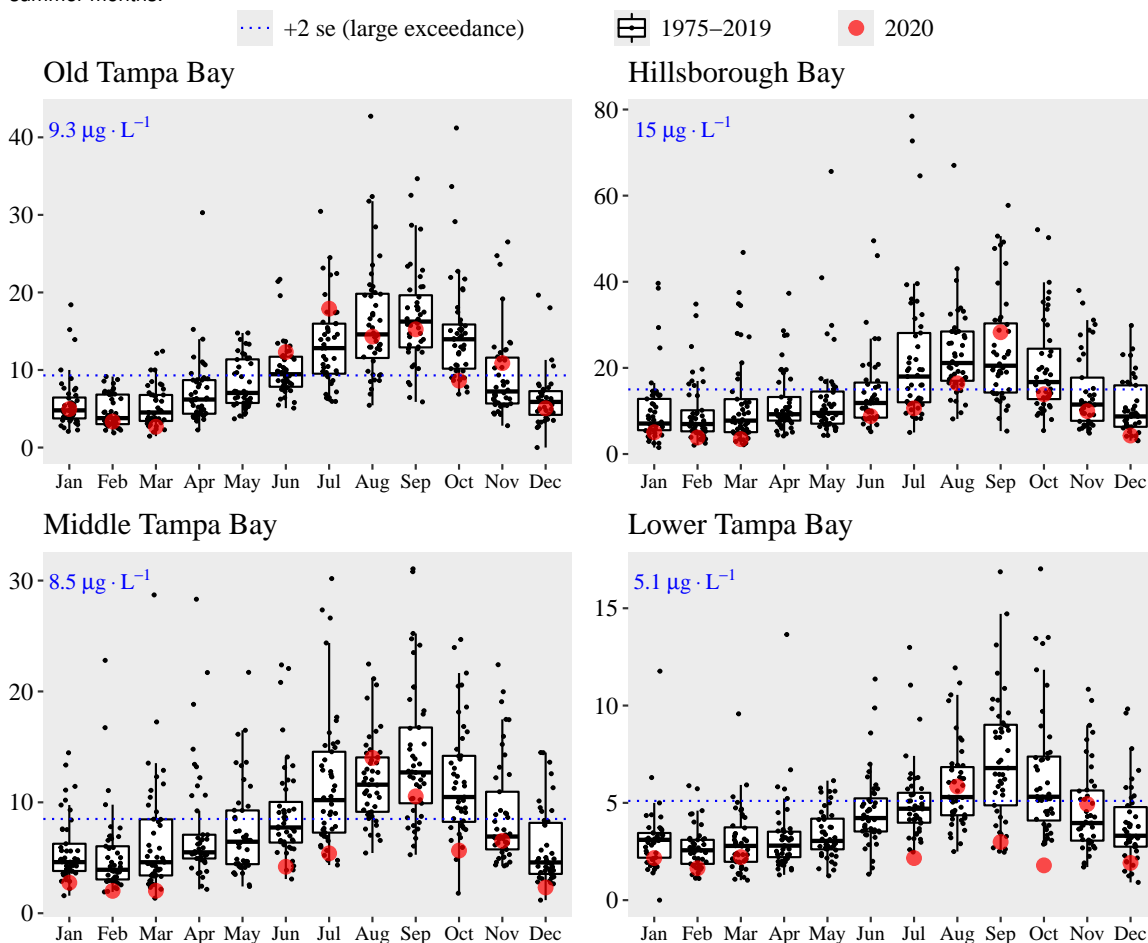 summer months.
+2 se (large exceedance) 1975−2019 2020
Old Tampa Bay
9.3 μg · L−1
40
30
20
10
0
Jan Feb Mar Apr May Jun Jul Aug Sep Oct Nov Dec
Hillsborough Bay
15 μg · L−1
80
60
40
20
0
Jan Feb Mar Apr May Jun Jul Aug Sep Oct Nov Dec
Middle Tampa Bay
8.5 μg · L−1
30
20
10
0
Jan Feb Mar Apr May Jun Jul Aug Sep Oct Nov Dec
Lower Tampa Bay
5.1 μg · L−1
15
10
5
0
Jan Feb Mar Apr May Jun Jul Aug Sep Oct Nov Dec